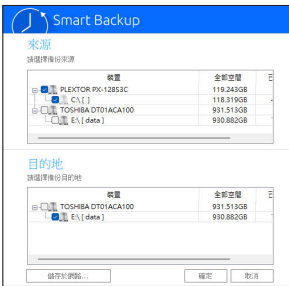 Smart Backup
來源
請選擇備份來源
裝置 全部空間 已
PLEXTOR PX-128S3C 119.243GB
C:\ [ ] 118.319GB
TOSHIBA DT01ACA100 931.513GB
E:\ [ data ] 930.882GB
目的地
請選擇備份目的地
裝置 全部空間 已
TOSHIBA DT01ACA100 931.513GB
E:\ [ data ] 930.882GB
儲存於網路... 確定 取消